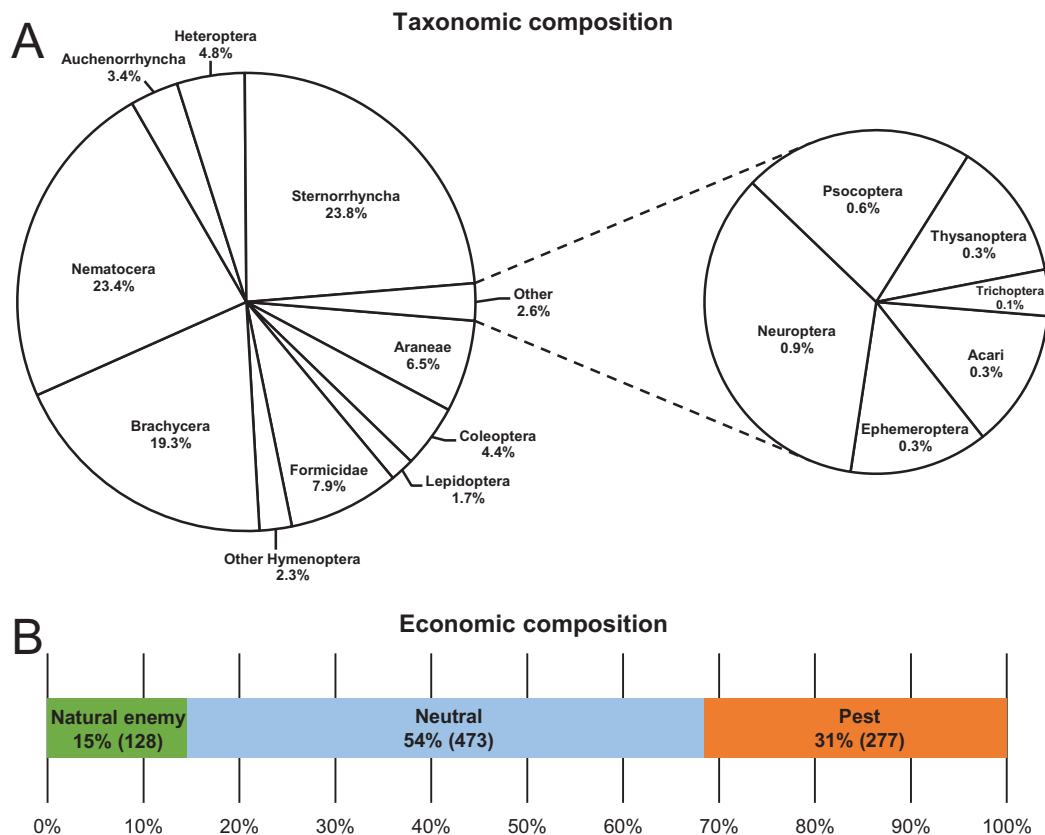 A
Taxonomic composition
Heteroptera
4.8%
Auchenorrhyncha
3.4%
Sternorrhyncha
23.8%
Nematocera
23.4%
Other
2.6%
Araneae
6.5%
Brachycera
19.3%
Coleoptera
4.4%
Formicidae
7.9%
Lepidoptera
1.7%
Other Hymenoptera
2.3%
Psocoptera
0.6%
Thysanoptera
0.3%
Trichoptera
0.1%
Neuroptera
0.9%
Acari
0.3%
Ephemeroptera
0.3%
B
Economic composition
Natural enemy
15% (128)
Neutral
54% (473)
Pest
31% (277)
0% 10% 20% 30% 40% 50% 60% 70% 80% 90% 100%